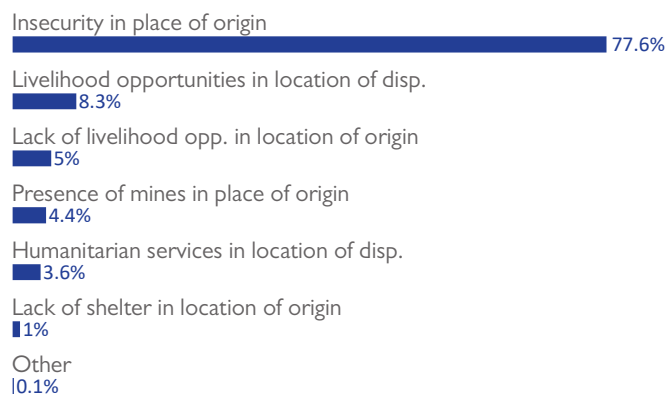 Insecurity in place of origin
77.6%
Livelihood opportunities in location of disp.
8.3%
Lack of livelihood opp. in location of origin
5%
Presence of mines in place of origin
4.4%
Humanitarian services in location of disp.
3.6%
Lack of shelter in location of origin
1%
Other
0.1%